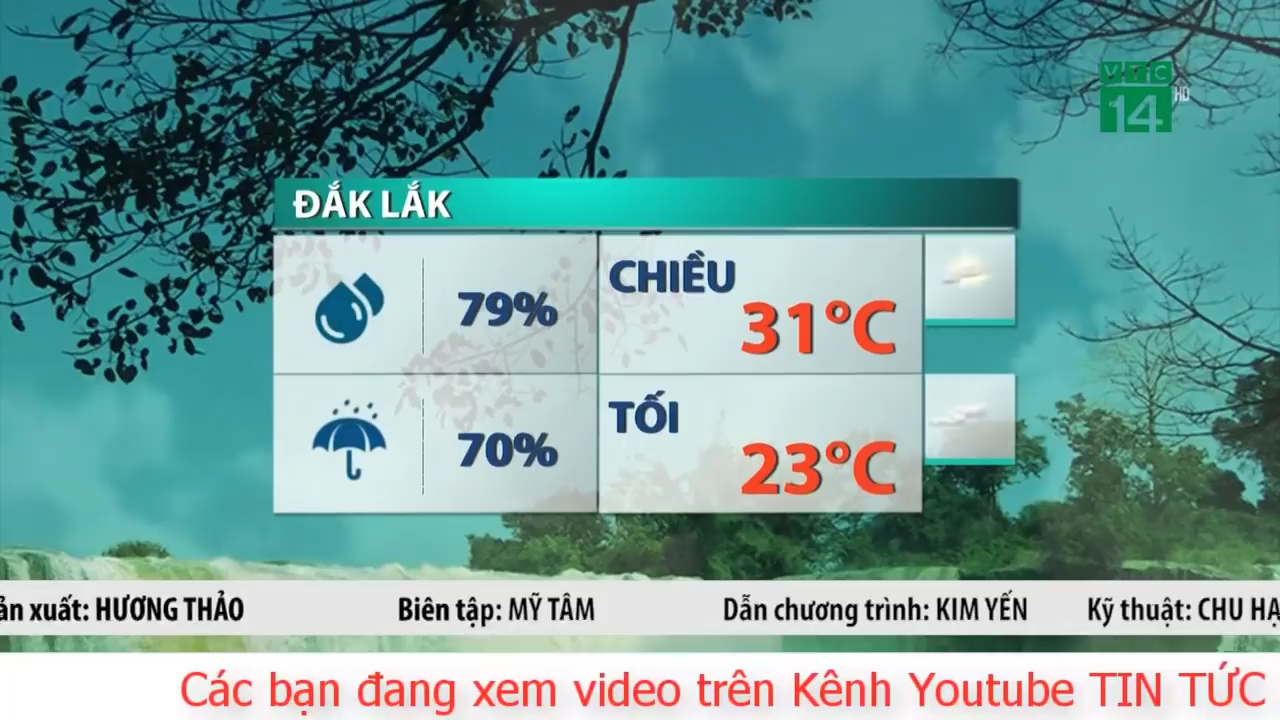 VTC
14 HD
ĐẮK LẮK
79%
CHIỀU
31°C
70%
TỐI
23°C
xuất: HƯƠNG THẢO
Biên tập: MỸ TÂM
Dẫn chương trình: KIM YẾN
Kỹ thuật: CHU
Các bạn đang xem video trên Kênh Youtube TIN TỨC